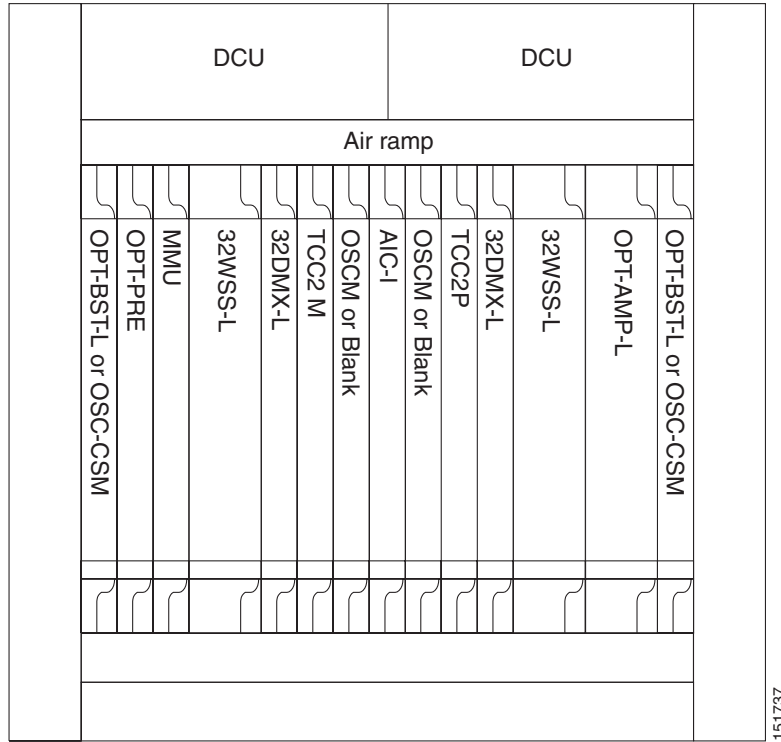 DCU
DCU
Air ramp
OPT-BST-L or OSC-CSM
OPT-PRE
MMU
32WSS-L
32DMX-L
TCC2 M
OSCM or Blank
AIC-I
OSCM or Blank
TCC2P
32DMX-L
32WSS-L
OPT-AMP-L
OPT-BST-L or OSC-CSM
151737